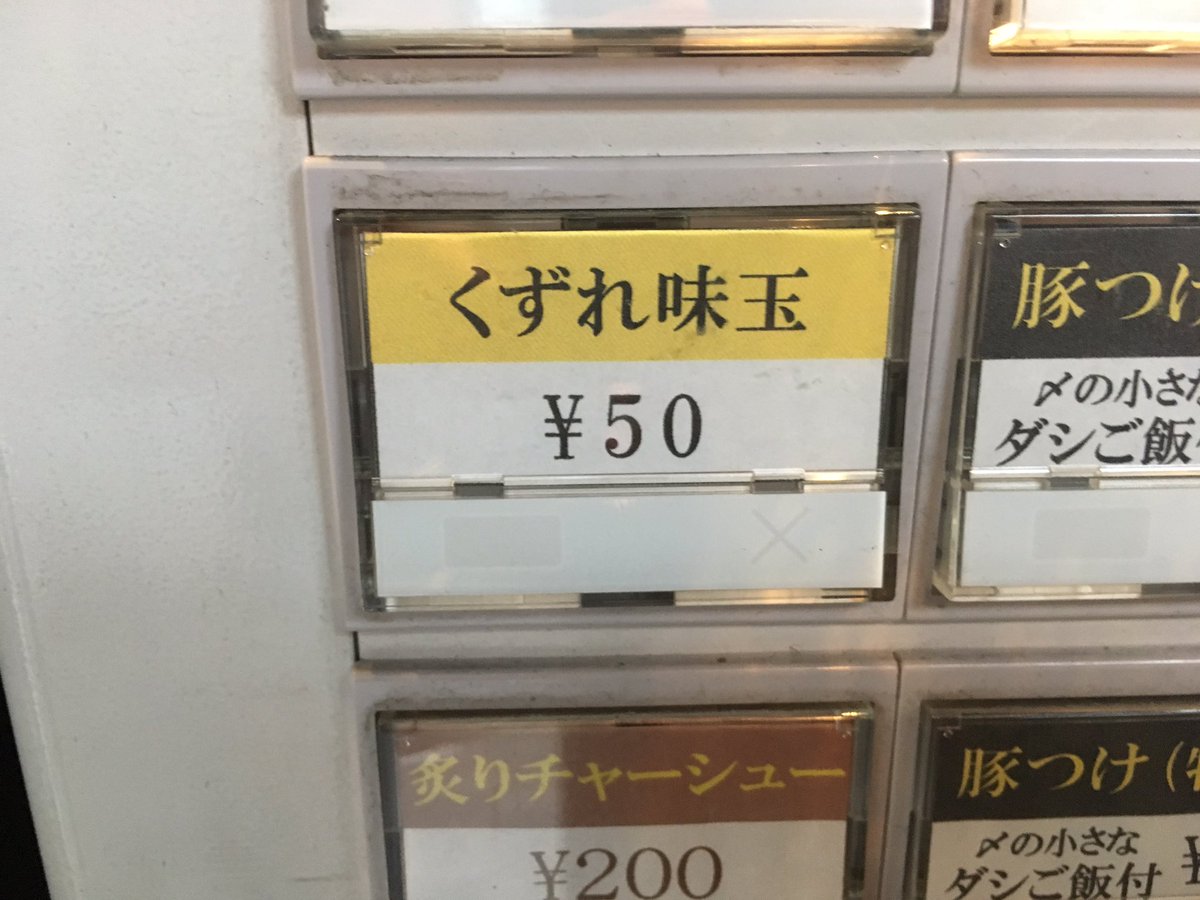 くずれ味玉
¥50
豚つけ
〆の小さな
ダシご飯
炙りチャーシュー
¥200
豚つけ(
〆の小さな
ダシご飯付
¥